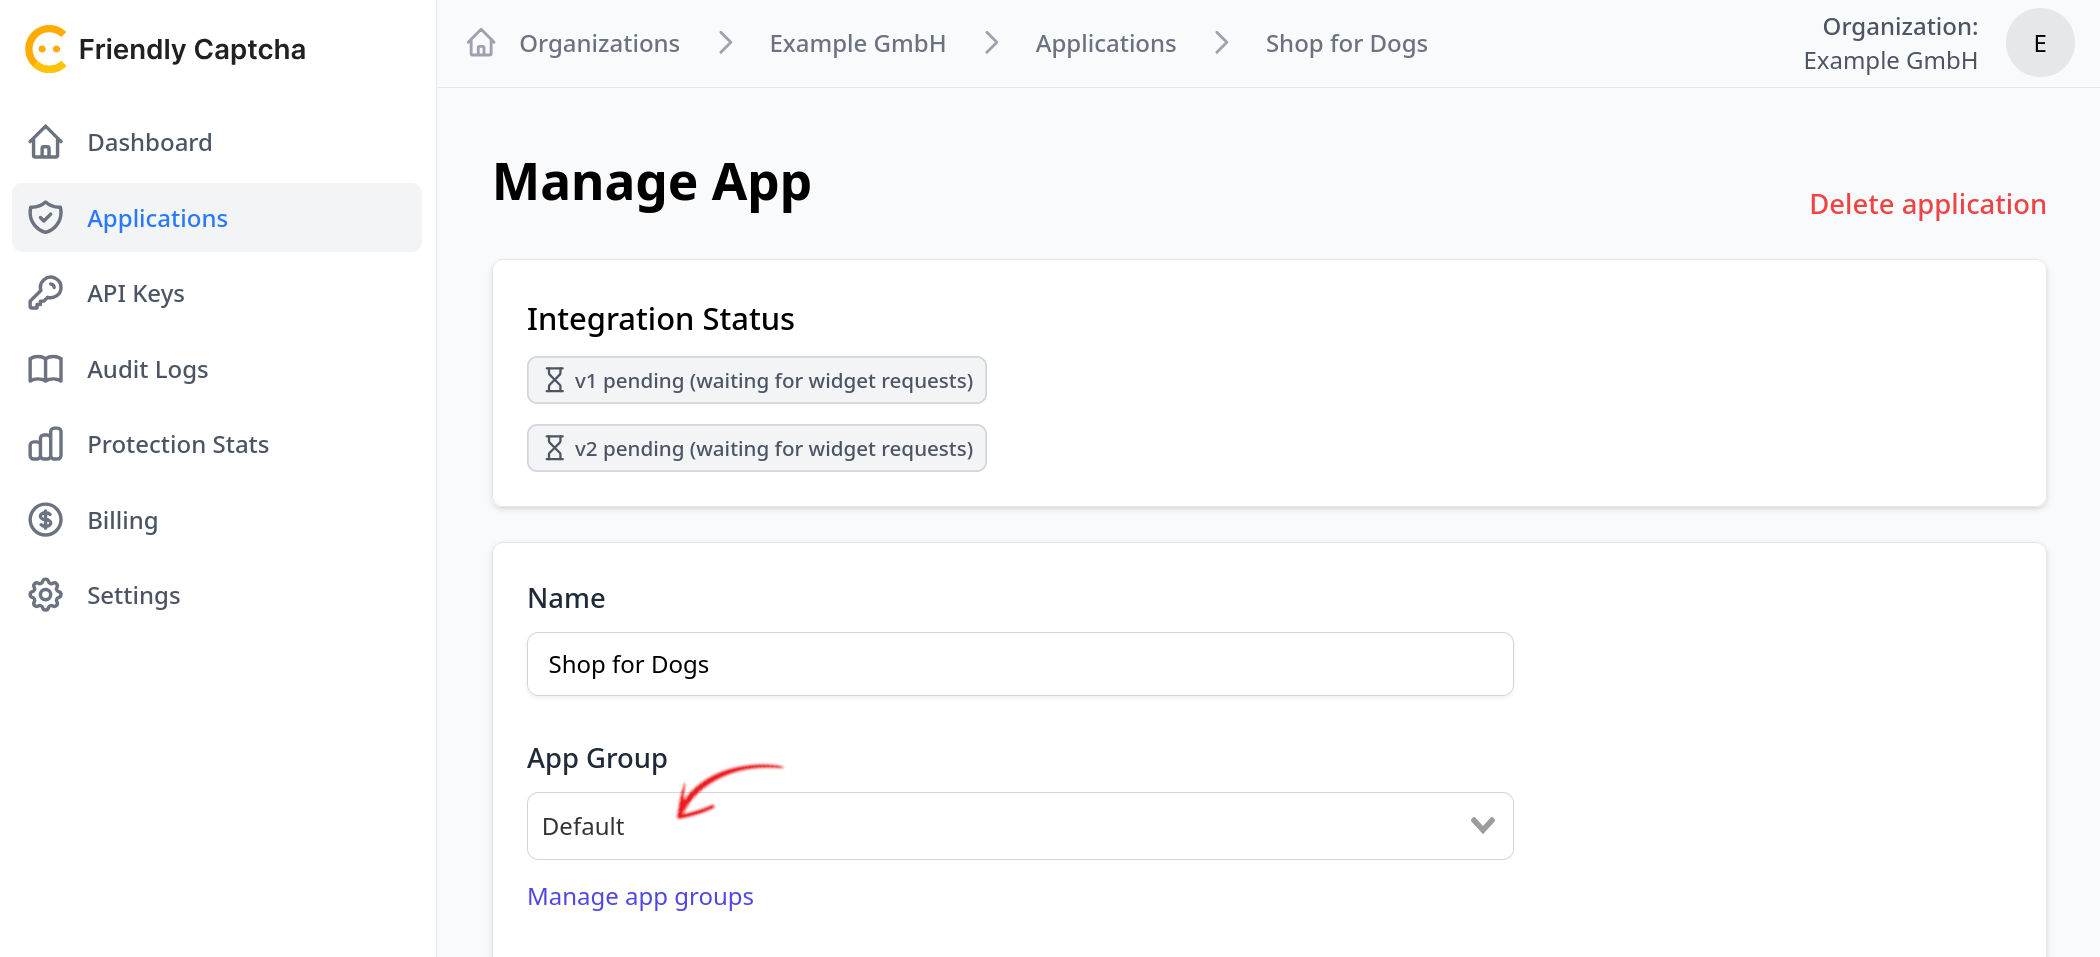 Friendly Captcha
Dashboard
Applications
API Keys
Audit Logs
Protection Stats
Billing
Settings
Organizations
Example GmbH
Applications
Shop for Dogs
Organization:
Example GmbH
E
Manage App
Delete application
Integration Status
v1 pending (waiting for widget requests)
v2 pending (waiting for widget requests)
Name
Shop for Dogs
App Group
Default
Manage app groups